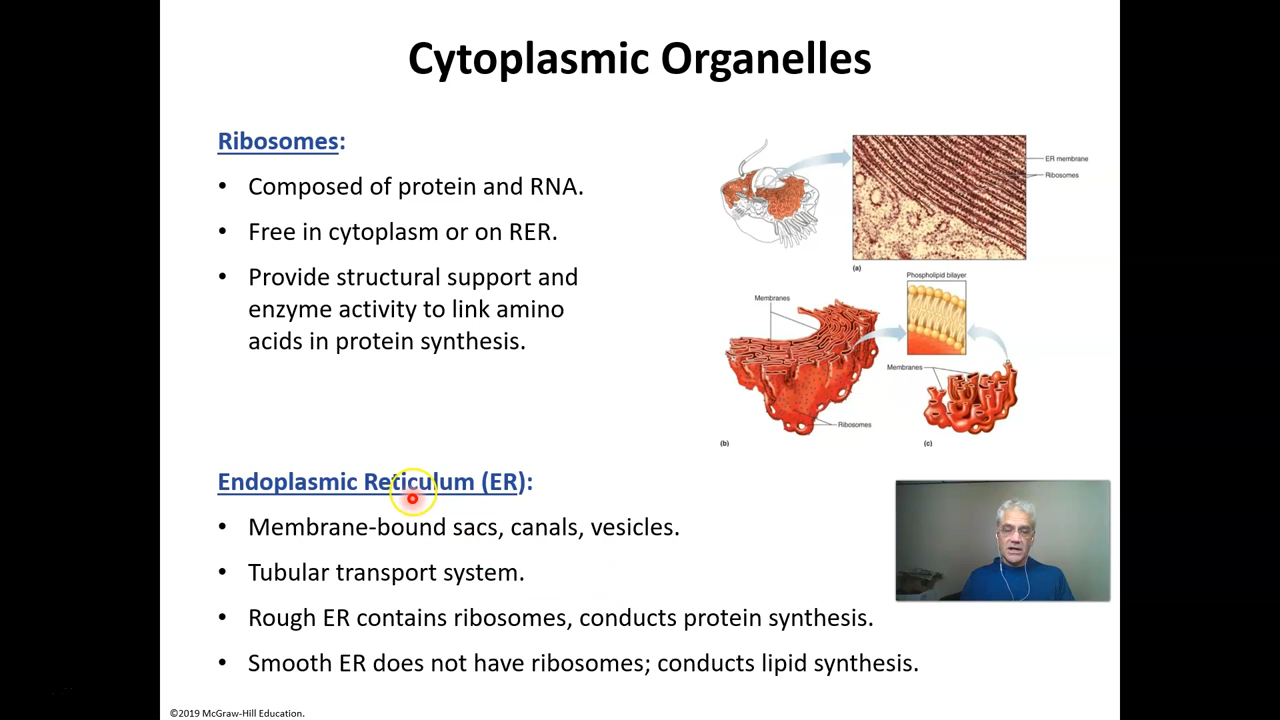 Cytoplasmic Organelles
Ribosomes:
• Composed of protein and RNA.
• Free in cytoplasm or on RER.
• Provide structural support and
enzyme activity to link amino
acids in protein synthesis.
ER membrane
Ribosomes
(a)
Phospholipid bilayer
Membranes
Membranes
Ribosomes
(b)
(c)
Endoplasmic Reticulum (ER):
• Membrane-bound sacs, canals, vesicles.
• Tubular transport system.
• Rough ER contains ribosomes, conducts protein synthesis.
• Smooth ER does not have ribosomes; conducts lipid synthesis.
©2019 McGraw-Hill Education.